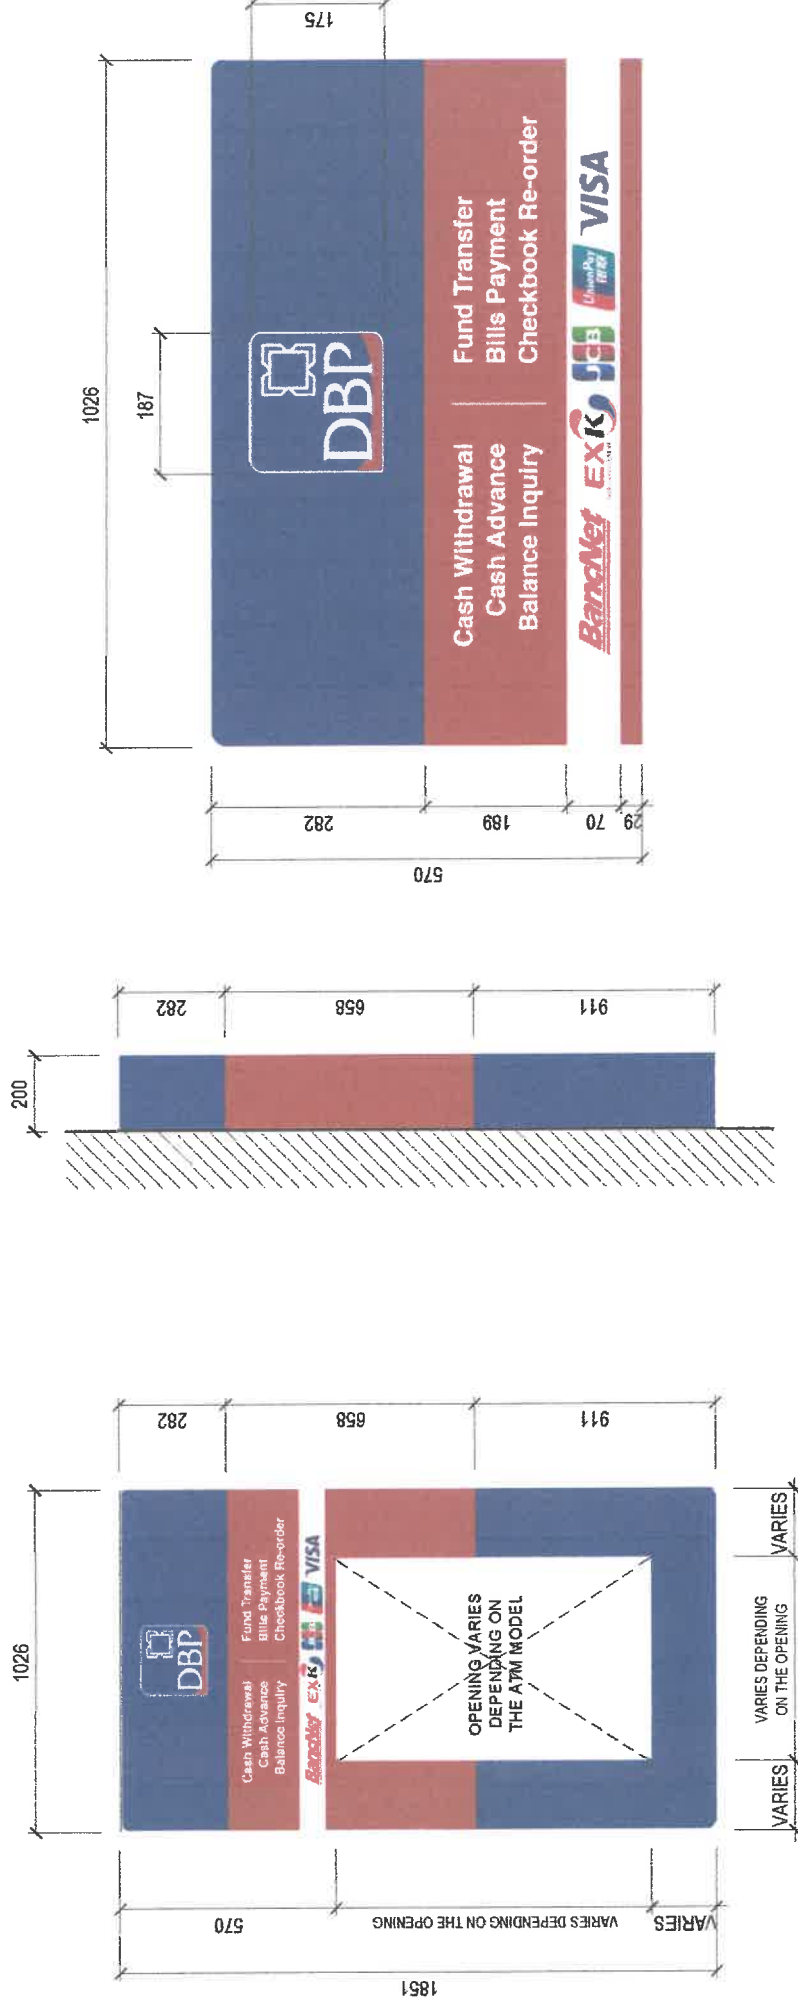 1026
570
VARIES DEPENDING ON THE OPENING
VARIES
1851
DBP
Cash Withdrawal
Cash Advance
Balance Inquiry
Fund Transfer
Bills Payment
Checkbook Re-order
BancNet
EXK
VISA
OPENING VARIES
DEPENDING ON
THE ATM MODEL
282
658
911
VARIES
VARIES DEPENDING
ON THE OPENING
VARIES
200
282
658
911
1026
187
175
DBP
Cash Withdrawal
Cash Advance
Balance Inquiry
Fund Transfer
Bills Payment
Checkbook Re-order
BancNet
EXK
JCB
UnionPay
银联
VISA
282
189
70
29
570